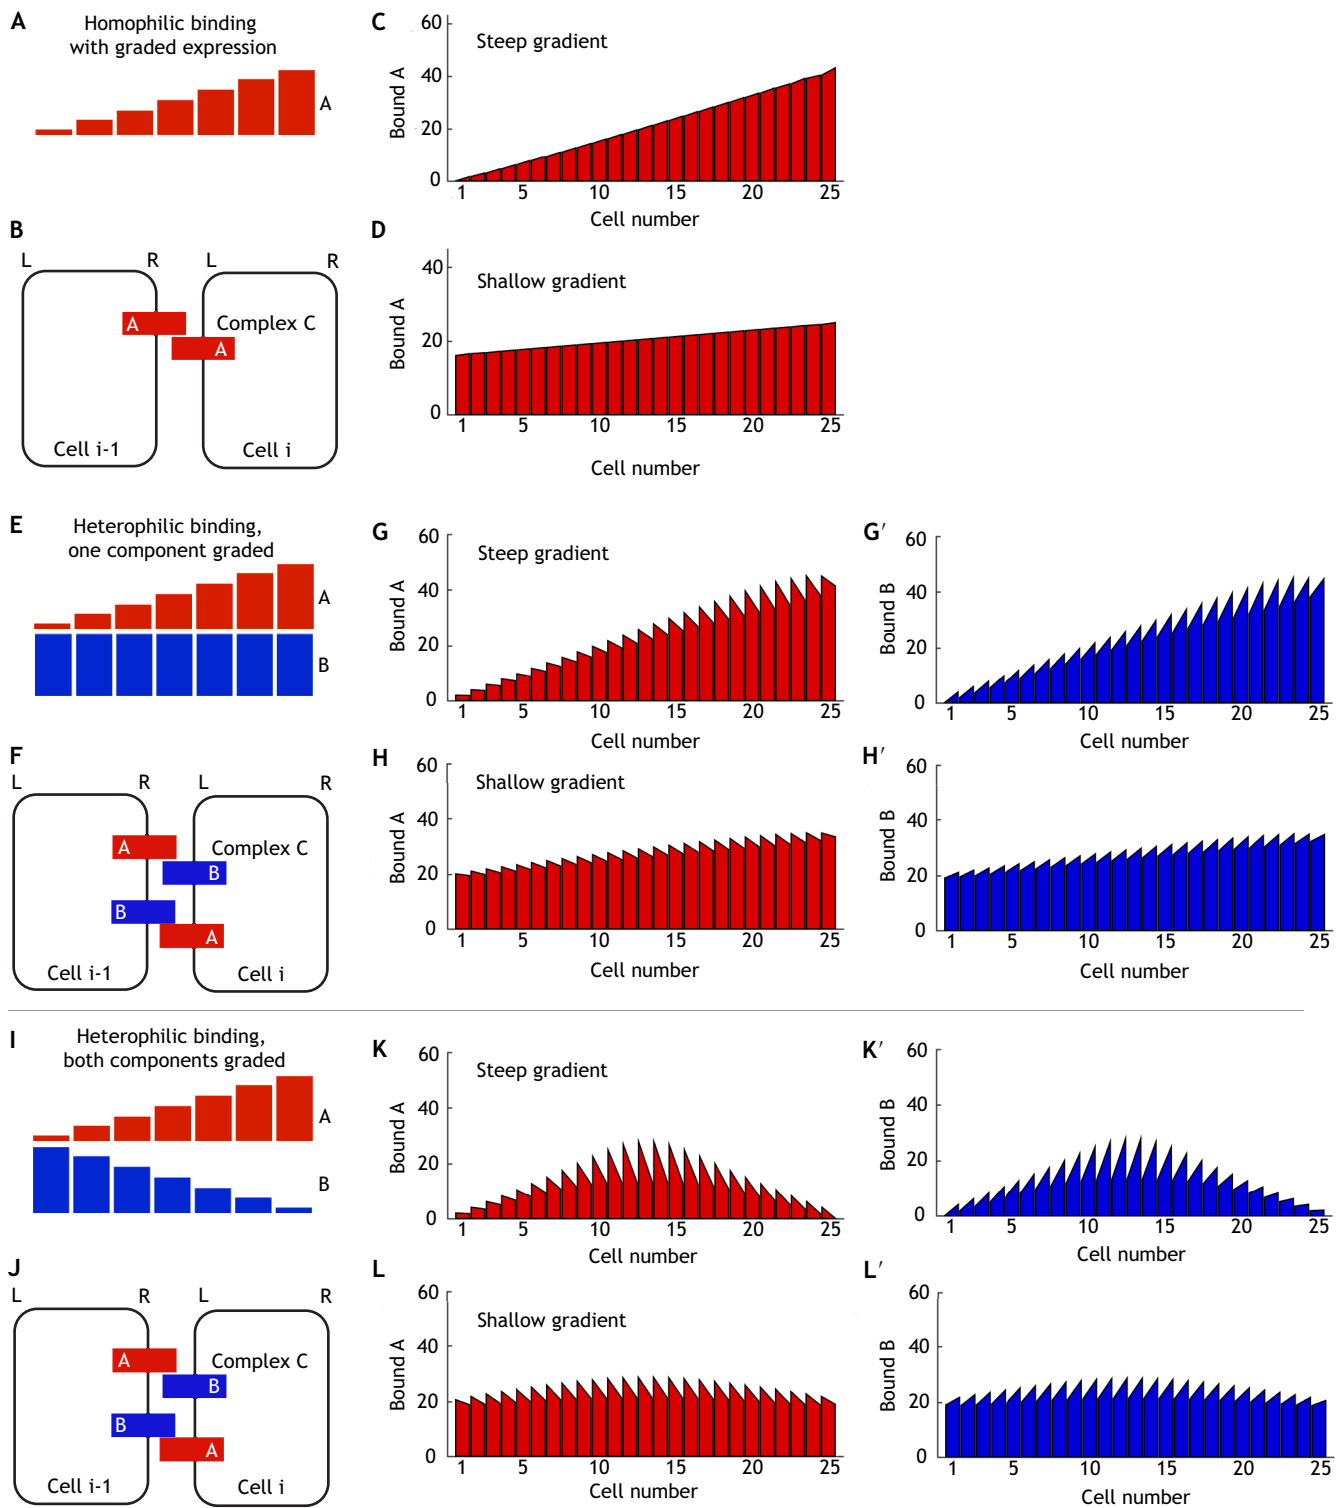 A
Homophilic binding
with graded expression
A
C
Steep gradient
Bound A
60
40
20
0
1 5 10 15 20 25
Cell number
B
L R L R
A
Complex C
A
Cell i-1
Cell i
D
Shallow gradient
Bound A
40
20
0
1 5 10 15 20 25
Cell number
E
Heterophilic binding,
one component graded
A
B
G
Steep gradient
Bound A
60
40
20
0
1 5 10 15 20 25
Cell number
G′
Bound B
60
40
20
0
1 5 10 15 20 25
Cell number
F
L R L R
A
Complex C
B
B
A
Cell i-1
Cell i
H
Shallow gradient
Bound A
60
40
20
0
1 5 10 15 20 25
Cell number
H′
Bound B
60
40
20
0
1 5 10 15 20 25
Cell number
I
Heterophilic binding,
both components graded
A
B
K
Steep gradient
Bound A
60
40
20
0
1 5 10 15 20 25
Cell number
K′
Bound B
60
40
20
0
1 5 10 15 20 25
Cell number
J
L R L R
A
Complex C
B
B
A
Cell i-1
Cell i
L
Shallow gradient
Bound A
60
40
20
0
1 5 10 15 20 25
Cell number
L′
Bound B
60
40
20
0
1 5 10 15 20 25
Cell number